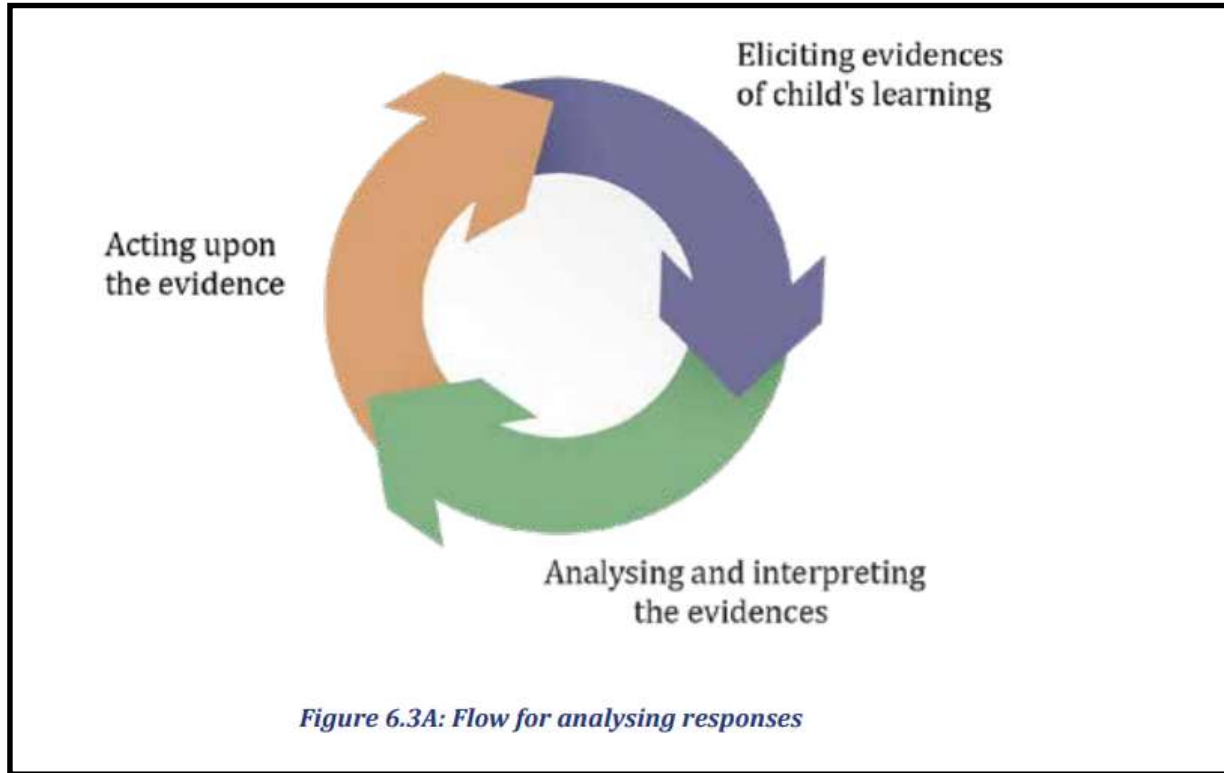 Eliciting evidences
of child's learning
Acting upon
the evidence
Analysing and interpreting
the evidences
Figure 6.3A: Flow for analysing responses